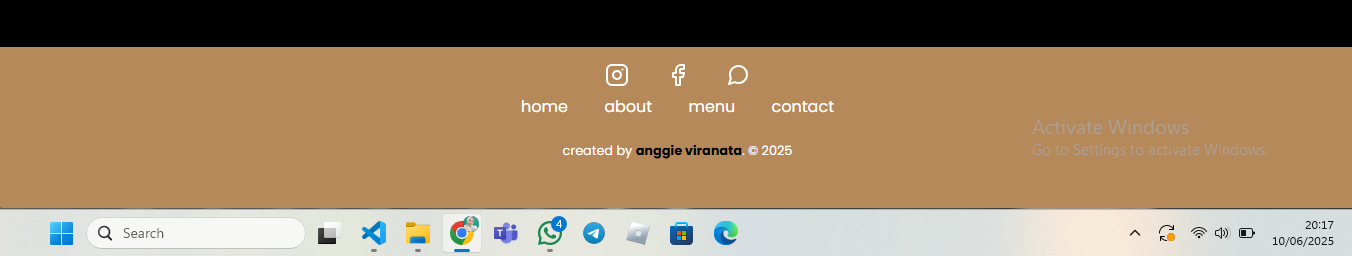 home about menu contact
created by anggie viranata. © 2025
Activate Windows
Go to Settings to activate Windows.
Search
4
20:17
10/06/2025